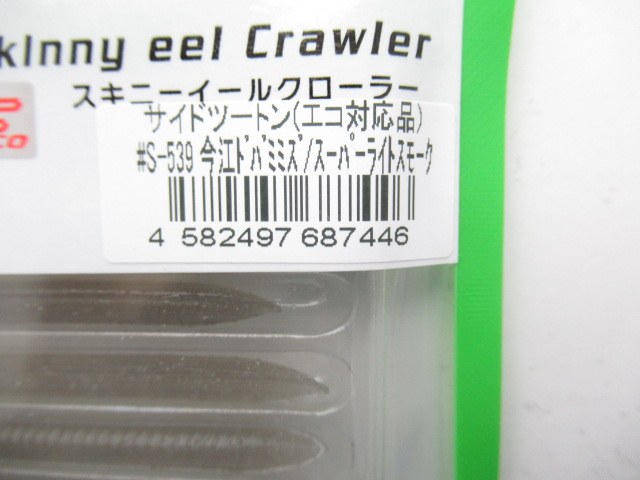 kinny eel Crawler
スキニーイールクローラー
サイドツートン(エコ対応品)
#S-539 今江ﾄﾞﾊﾞﾐﾐｽﾞ/ｽｰﾊﾟｰﾗｲﾄｽﾓｰｸ
4 582497 687446